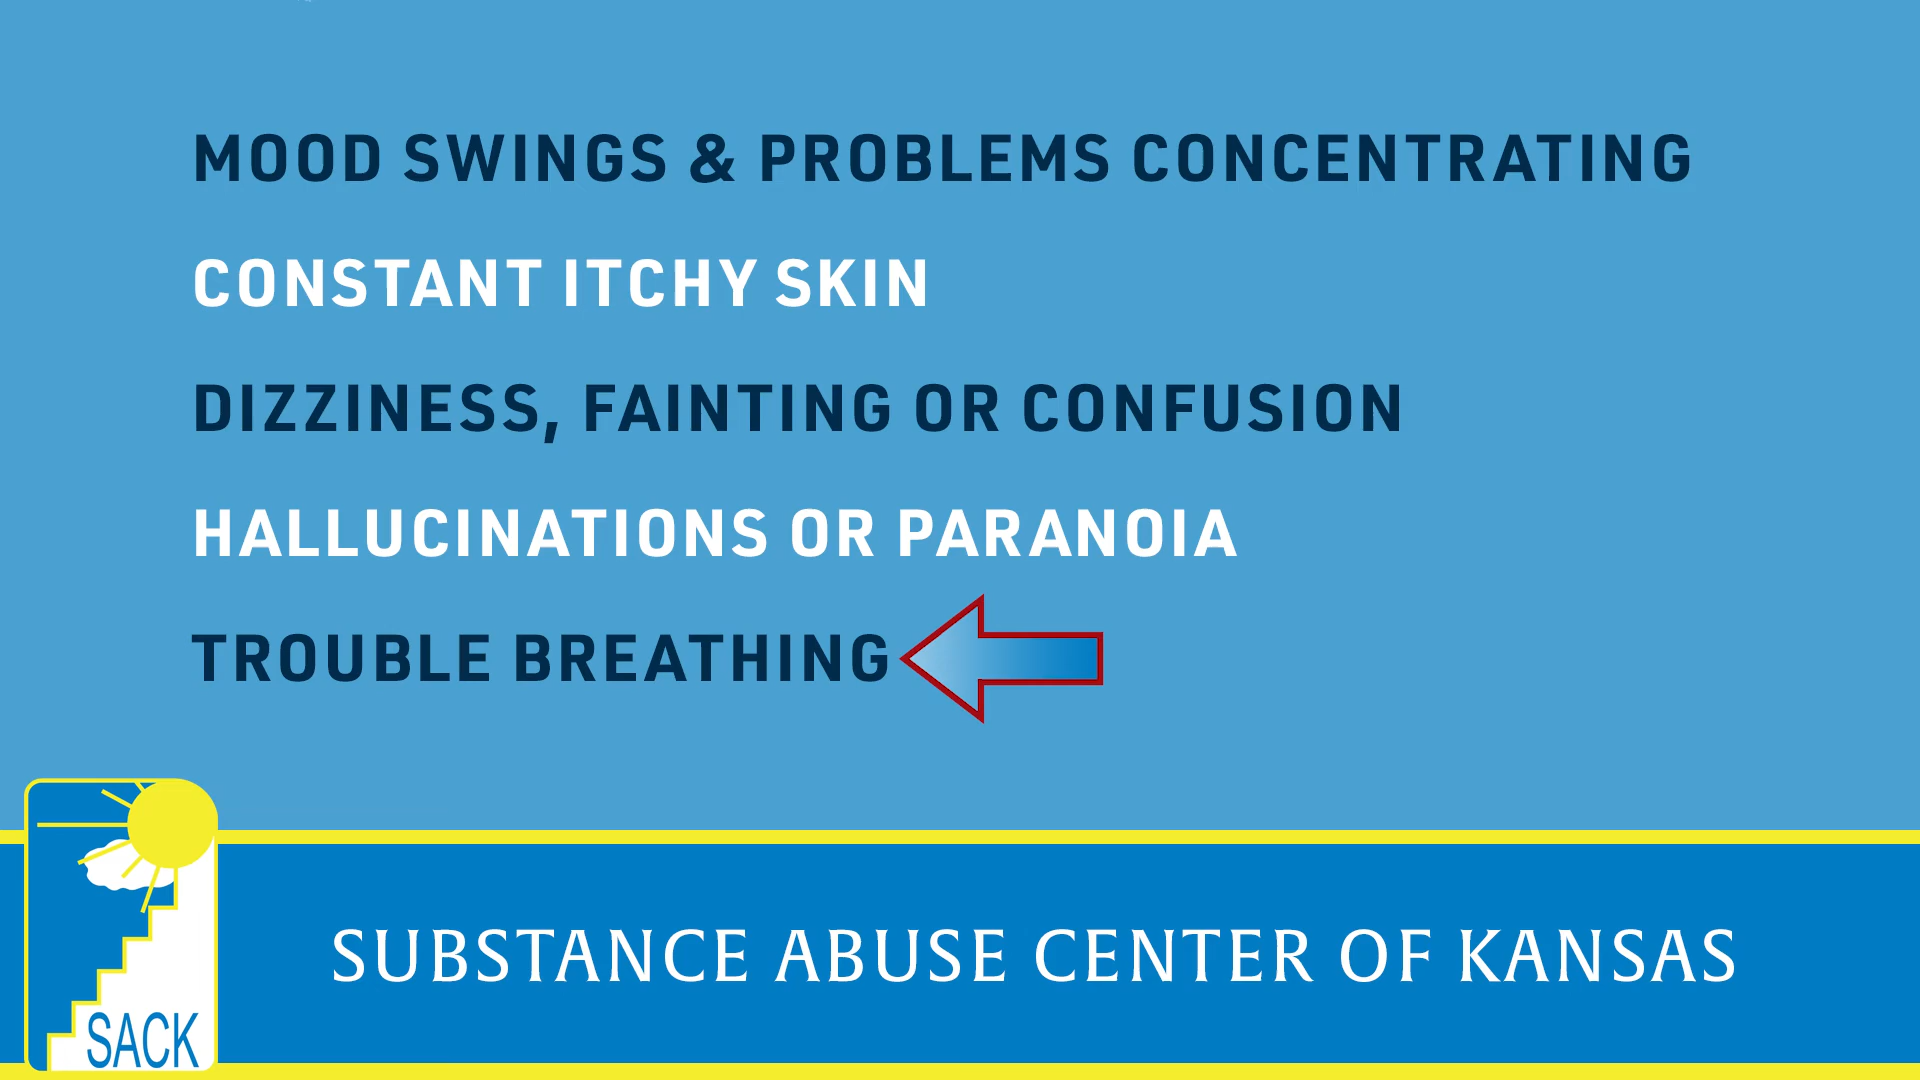 MOOD SWINGS & PROBLEMS CONCENTRATING
CONSTANT ITCHY SKIN
DIZZINESS, FAINTING OR CONFUSION
HALLUCINATIONS OR PARANOIA
TROUBLE BREATHING
SUBSTANCE ABUSE CENTER OF KANSAS
SACK